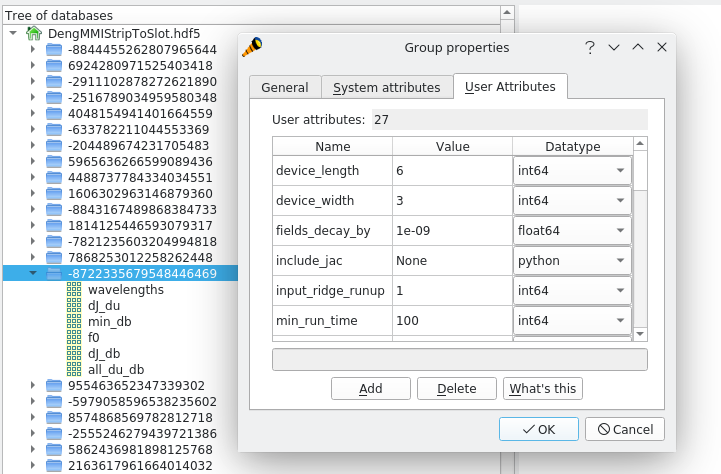 Tree of databases
DengMMIStripToSlot.hdf5
-8844455262807965644
6924280971525403418
-2911102878272621890
-2516789034959580348
4048154941401664559
-633782211044553369
-204489674231705483
5965636266599089436
4488737784334034551
1606302963146879360
-8843167489868384733
1814125446593079317
-7821235603204994818
7868253012258262448
-8722335679548446469
wavelengths
dJ_du
min_db
f0
dJ_db
all_du_db
955463652347339302
-5979058596538235602
8574868569782812718
-2555246279439721386
5862436981898125768
2163617961664014032
Group properties
General
System attributes
User Attributes
User attributes: 27
Name Value Datatype
device_length 6 int64
device_width 3 int64
fields_decay_by 1e-09 float64
include_jac None python
input_ridge_runup 1 int64
min_run_time 100 int64
Add Delete What's this
OK Cancel